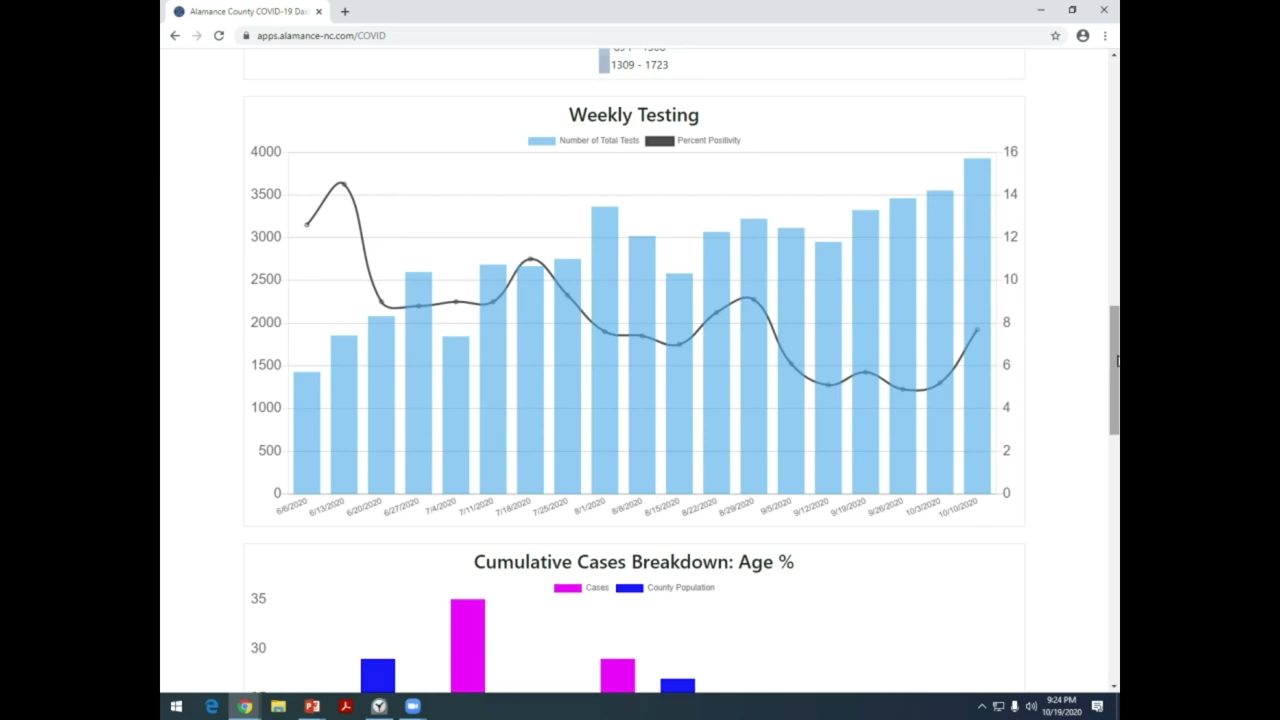 Alamance County COVID-19 Da
apps.alamance-nc.com/COVID
1309 - 1723
Weekly Testing
Number of Total Tests Percent Positivity
4000 16
3500 14
3000 12
2500 10
2000 8
1500 6
1000 4
500 2
0 0
6/6/2020 6/13/2020 6/20/2020 6/27/2020 7/4/2020 7/11/2020 7/18/2020 7/25/2020 8/1/2020 8/8/2020 8/15/2020 8/22/2020 8/29/2020 9/5/2020 9/12/2020 9/19/2020 9/26/2020 10/3/2020 10/10/2020
Cumulative Cases Breakdown: Age %
Cases County Population
35
30
9:24 PM
10/19/2020